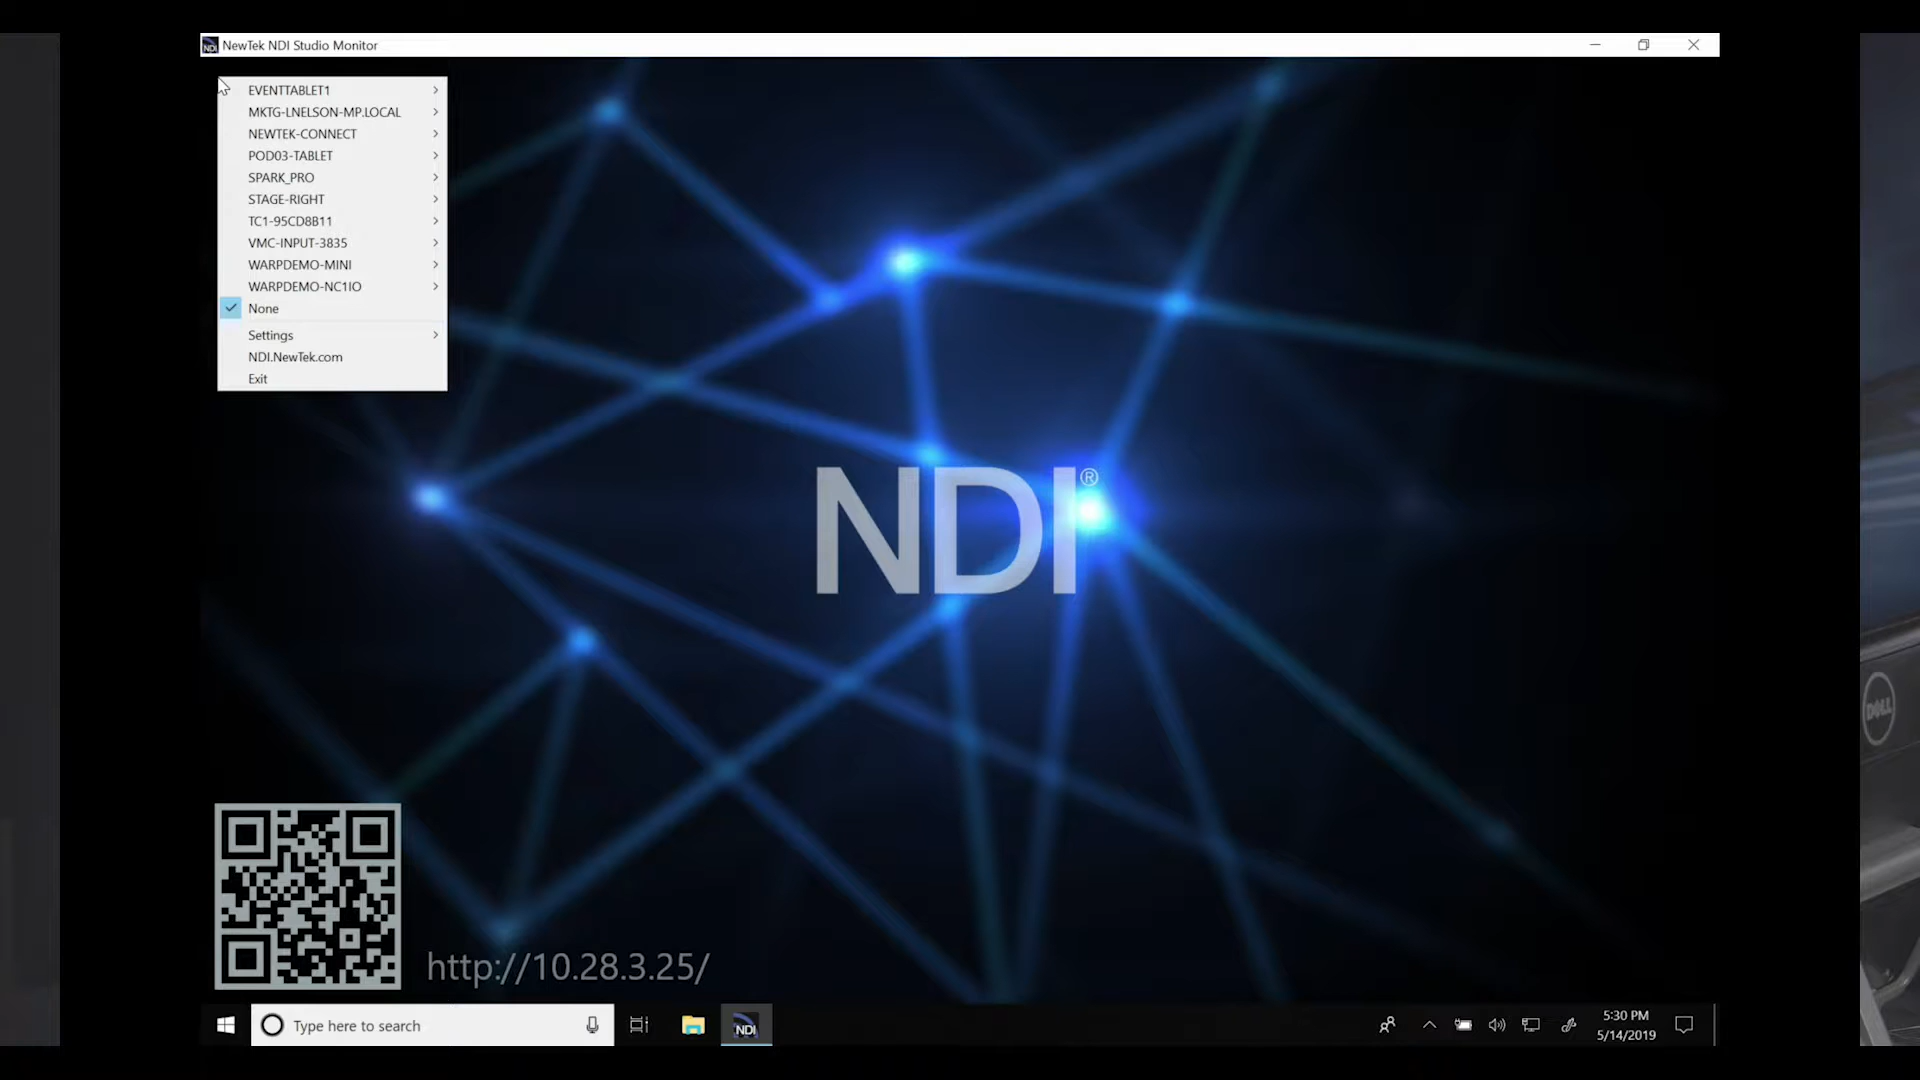 NewTek NDI Studio Monitor
EVENTTABLET1
MKTG-LNELSON-MP.LOCAL
NEWTEK-CONNECT
POD03-TABLET
SPARK_PRO
STAGE-RIGHT
TC1-95CD8B11
VMC-INPUT-3835
WARPDEMO-MINI
WARPDEMO-NC1IO
None
Settings
NDI.NewTek.com
Exit
NDI®
DELL
http://10.28.3.25/
Type here to search
NDI
5:30 PM
5/14/2019